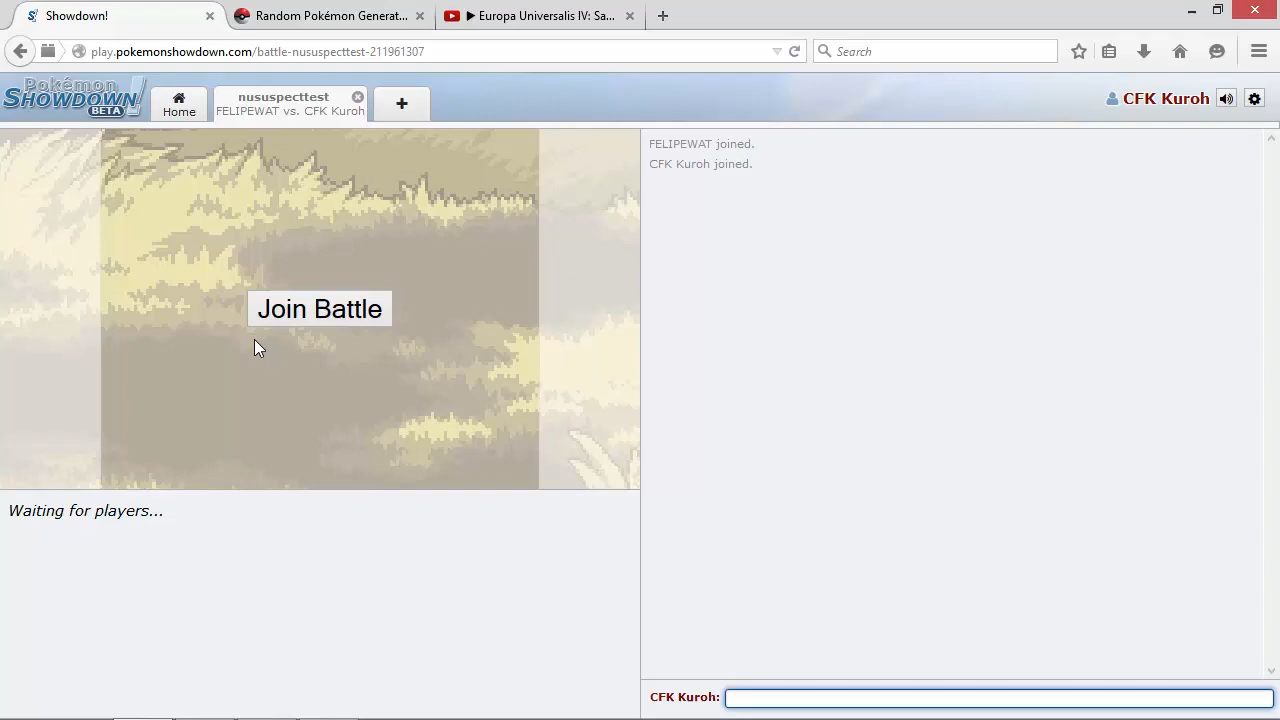 Showdown!
Random Pokémon Generat...
▶ Europa Universalis IV: Sa...
play.pokemonshowdown.com/battle-nususpecttest-211961307
Search
Pokémon
SHOWDOWN!
BETA
Home
nususpecttest
FELIPEWAT vs. CFK Kuroh
CFK Kuroh
FELIPEWAT joined.
CFK Kuroh joined.
Join Battle
Waiting for players...
CFK Kuroh: